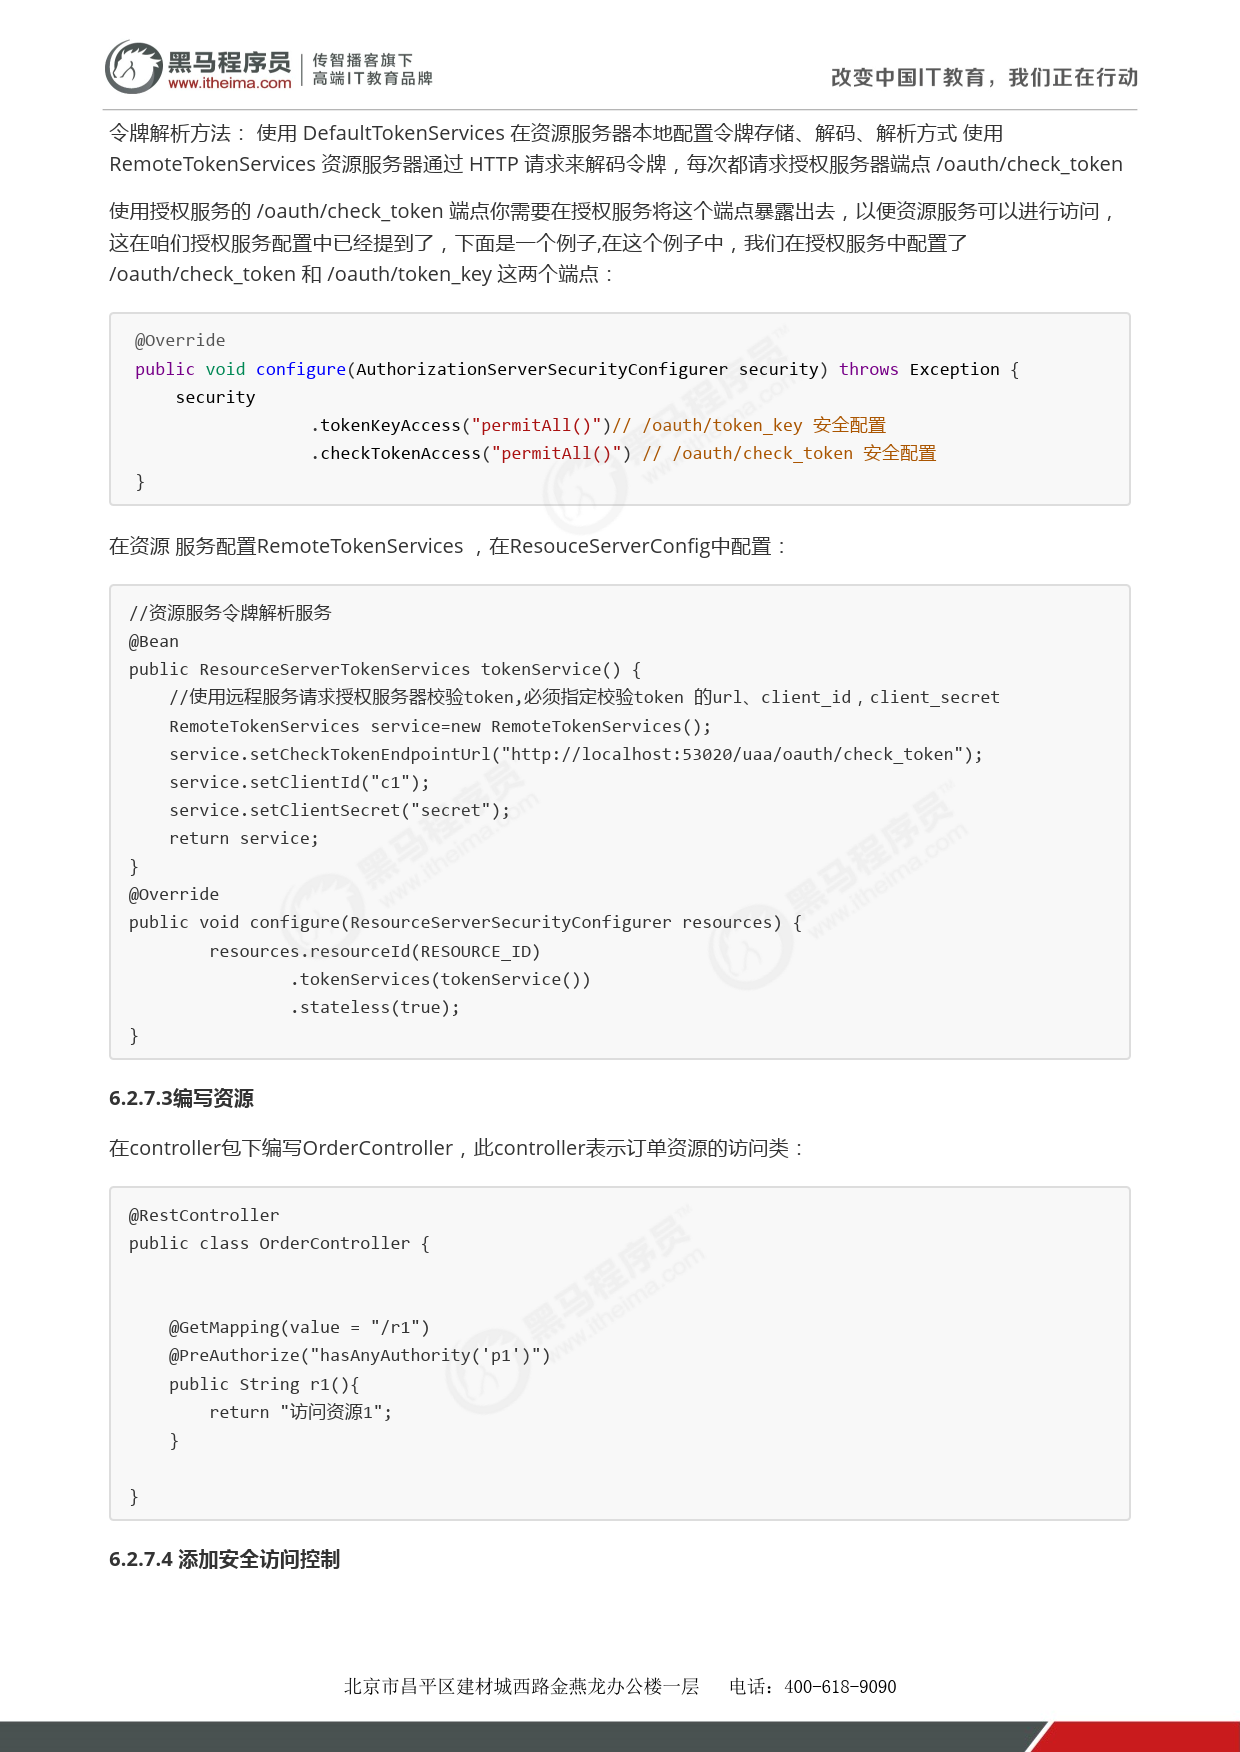 黑马程序员
www.itheima.com
传智播客旗下
高端IT教育品牌
改变中国IT教育，我们正在行动
令牌解析方法： 使用 DefaultTokenServices 在资源服务器本地配置令牌存储、解码、解析方式 使用
RemoteTokenServices 资源服务器通过 HTTP 请求来解码令牌，每次都请求授权服务器端点 /oauth/check_token
使用授权服务的 /oauth/check_token 端点你需要在授权服务将这个端点暴露出去，以便资源服务可以进行访问，
这在咱们授权服务配置中已经提到了，下面是一个例子,在这个例子中，我们在授权服务中配置了
/oauth/check_token 和 /oauth/token_key 这两个端点：
@Override
public void configure(AuthorizationServerSecurityConfigurer security) throws Exception {
security
.tokenKeyAccess("permitAll()")// /oauth/token_key 安全配置
.checkTokenAccess("permitAll()") // /oauth/check_token 安全配置
}
在资源 服务配置RemoteTokenServices ，在ResouceServerConfig中配置：
//资源服务令牌解析服务
@Bean
public ResourceServerTokenServices tokenService() {
//使用远程服务请求授权服务器校验token,必须指定校验token 的url、client_id，client_secret
RemoteTokenServices service=new RemoteTokenServices();
service.setCheckTokenEndpointUrl("http://localhost:53020/uaa/oauth/check_token");
service.setClientId("c1");
service.setClientSecret("secret");
return service;
}
@Override
public void configure(ResourceServerSecurityConfigurer resources) {
resources.resourceId(RESOURCE_ID)
.tokenServices(tokenService())
.stateless(true);
}
6.2.7.3编写资源
在controller包下编写OrderController，此controller表示订单资源的访问类：
@RestController
public class OrderController {
@GetMapping(value = "/r1")
@PreAuthorize("hasAnyAuthority('p1')")
public String r1(){
return "访问资源1";
}
}
6.2.7.4 添加安全访问控制
北京市昌平区建材城西路金燕龙办公楼一层 电话：400-618-9090